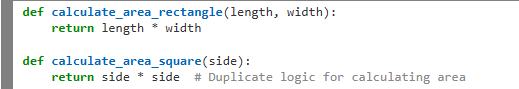 def calculate_area_rectangle(length, width):
    return length * width

def calculate_area_square(side):
    return side * side  # Duplicate logic for calculating area